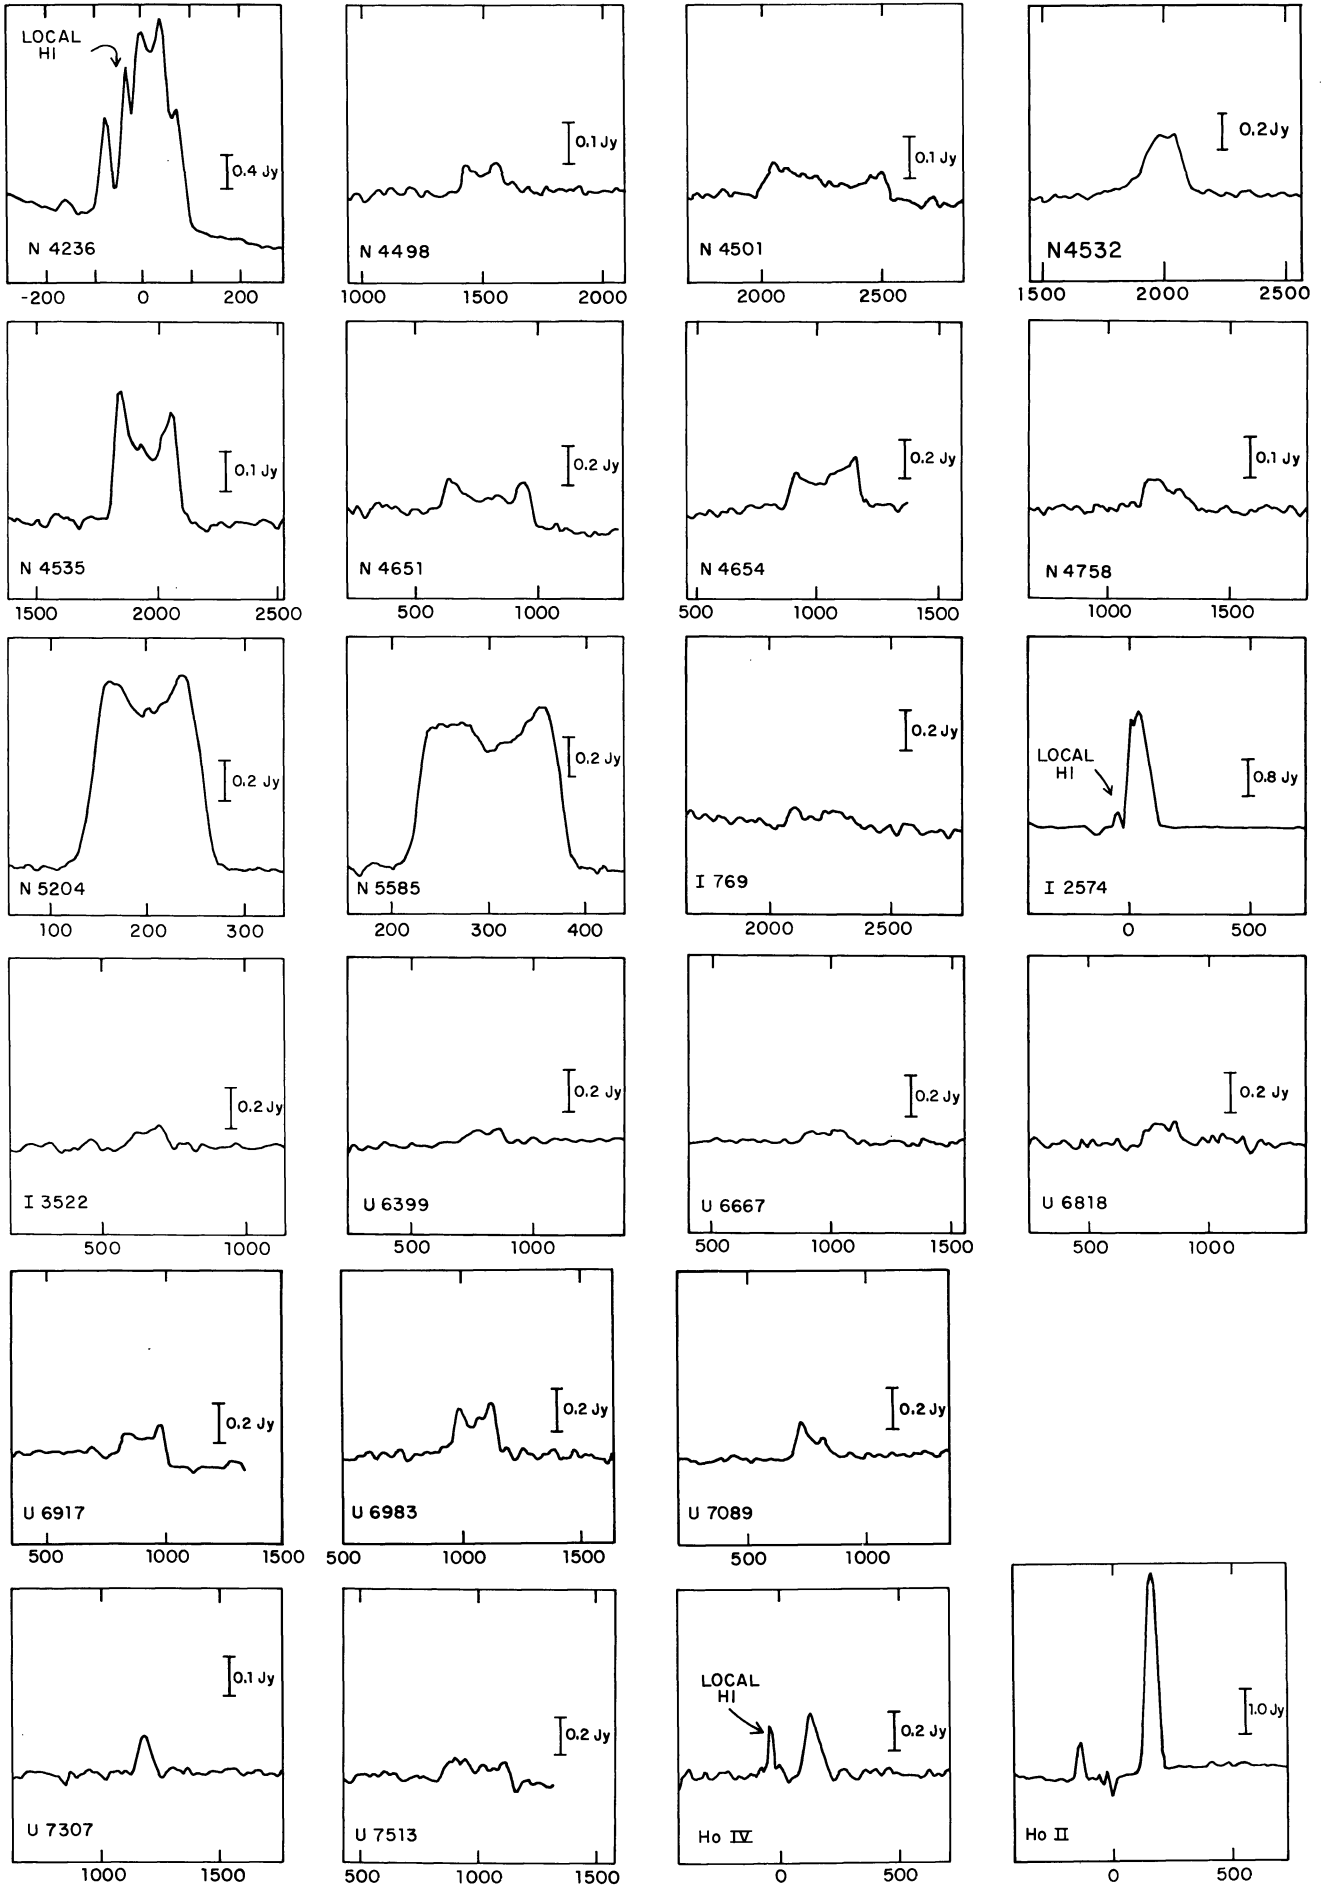 LOCAL
HI
0.4 Jy
N 4236
-200 0 200
0.1 Jy
N 4498
1000 1500 2000
0.1 Jy
N 4501
2000 2500
0.2Jy
N4532
1500 2000 2500
0.1 Jy
N 4535
1500 2000 2500
0.2 Jy
N 4651
500 1000
0.2 Jy
N 4654
500 1000 1500
0.1 Jy
N 4758
1000 1500
0.2 Jy
N 5204
100 200 300
0.2 Jy
N 5585
200 300 400
0.2 Jy
I 769
2000 2500
LOCAL
HI
0.8 Jy
I 2574
0 500
0.2 Jy
I 3522
500 1000
0.2 Jy
U 6399
500 1000
0.2 Jy
U 6667
500 1000 1500
0.2 Jy
U 6818
500 1000
0.2 Jy
U 6917
500 1000 1500
0.2 Jy
U 6983
500 1000 1500
0.2 Jy
U 7089
500 1000
0.1 Jy
U 7307
1000 1500
0.2 Jy
U 7513
500 1000 1500
LOCAL
HI
0.2 Jy
Ho IV
0 500
1.0 Jy
Ho II
0 500